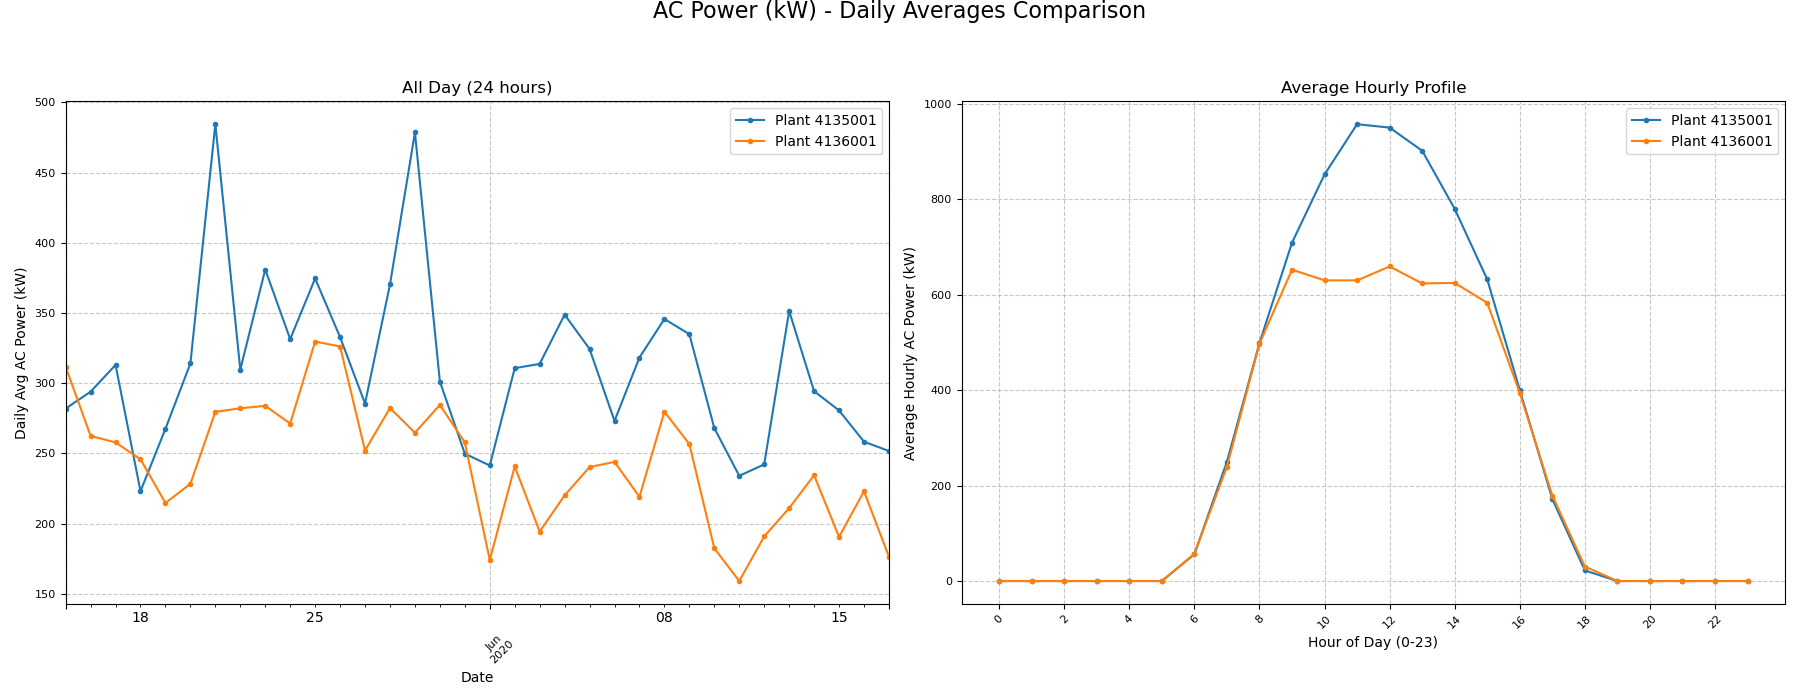 AC Power (kW) - Daily Averages Comparison
All Day (24 hours)
Plant 4135001
Plant 4136001
Daily Avg AC Power (kW)
500
450
400
350
300
250
200
150
18
25
Jun
2020
08
15
Date
Average Hourly Profile
Plant 4135001
Plant 4136001
Average Hourly AC Power (kW)
1000
800
600
400
200
0
0 2 4 6 8 10 12 14 16 18 20 22
Hour of Day (0-23)